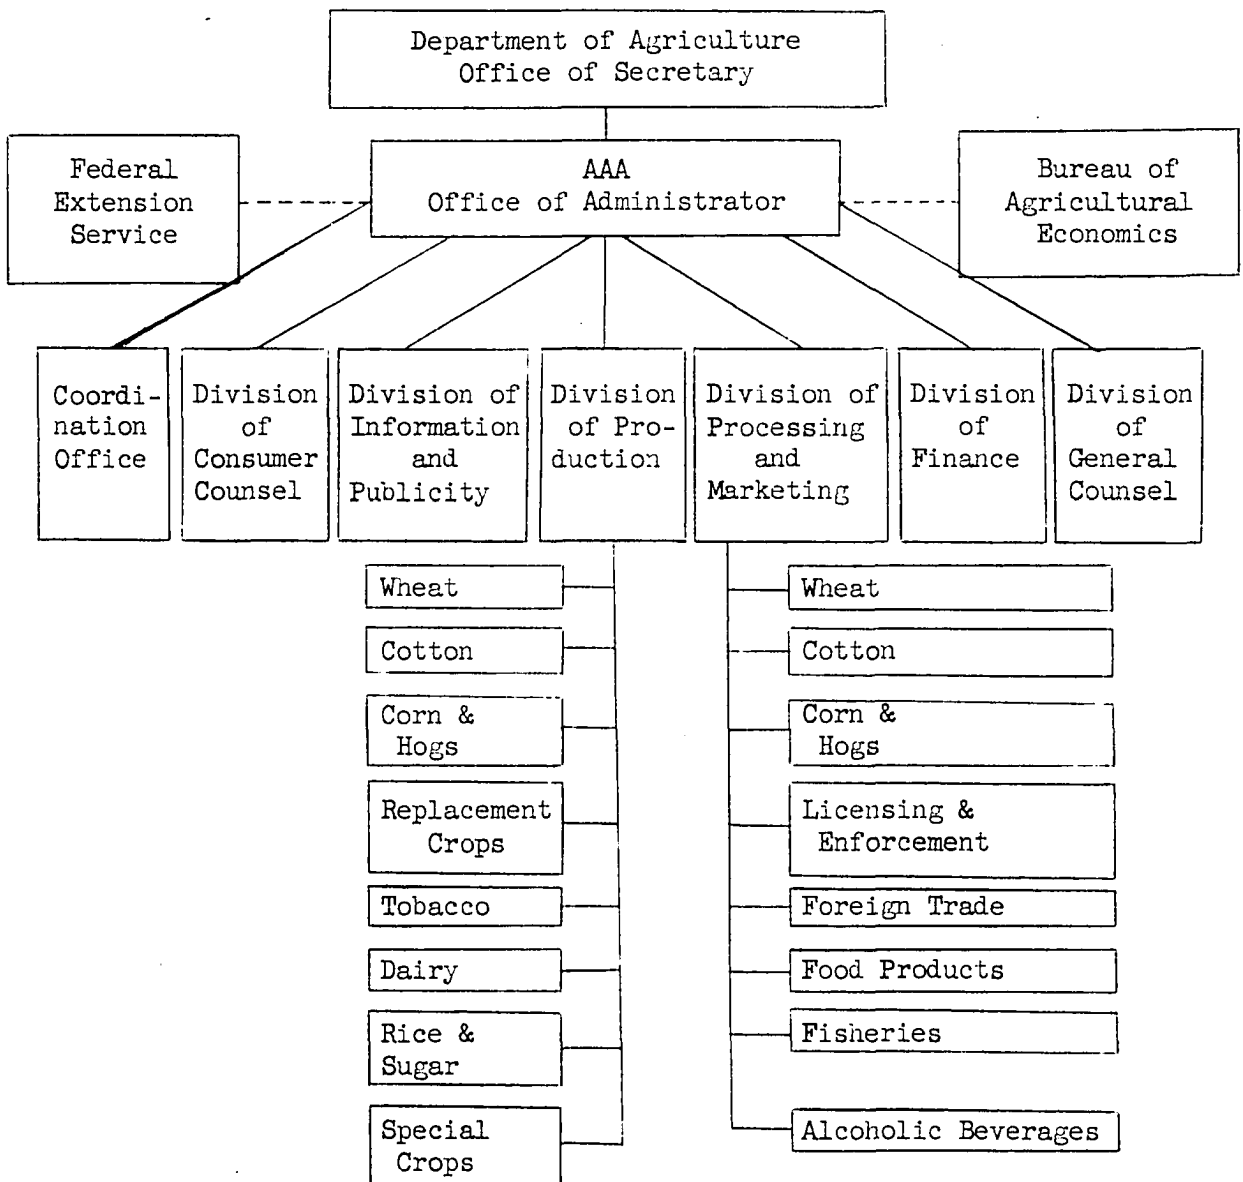 Department of Agriculture
Office of Secretary
Federal
Extension
Service
AAA
Office of Administrator
Bureau of
Agricultural
Economics
Coordi-
nation
Office
Division
of
Consumer
Counsel
Division of
Information
and
Publicity
Division
of Pro-
duction
Division of
Processing
and
Marketing
Division
of
Finance
Division
of
General
Counsel
Wheat
Cotton
Corn &
Hogs
Replacement
Crops
Tobacco
Dairy
Rice &
Sugar
Special
Crops
Wheat
Cotton
Corn &
Hogs
Licensing &
Enforcement
Foreign Trade
Food Products
Fisheries
Alcoholic Beverages